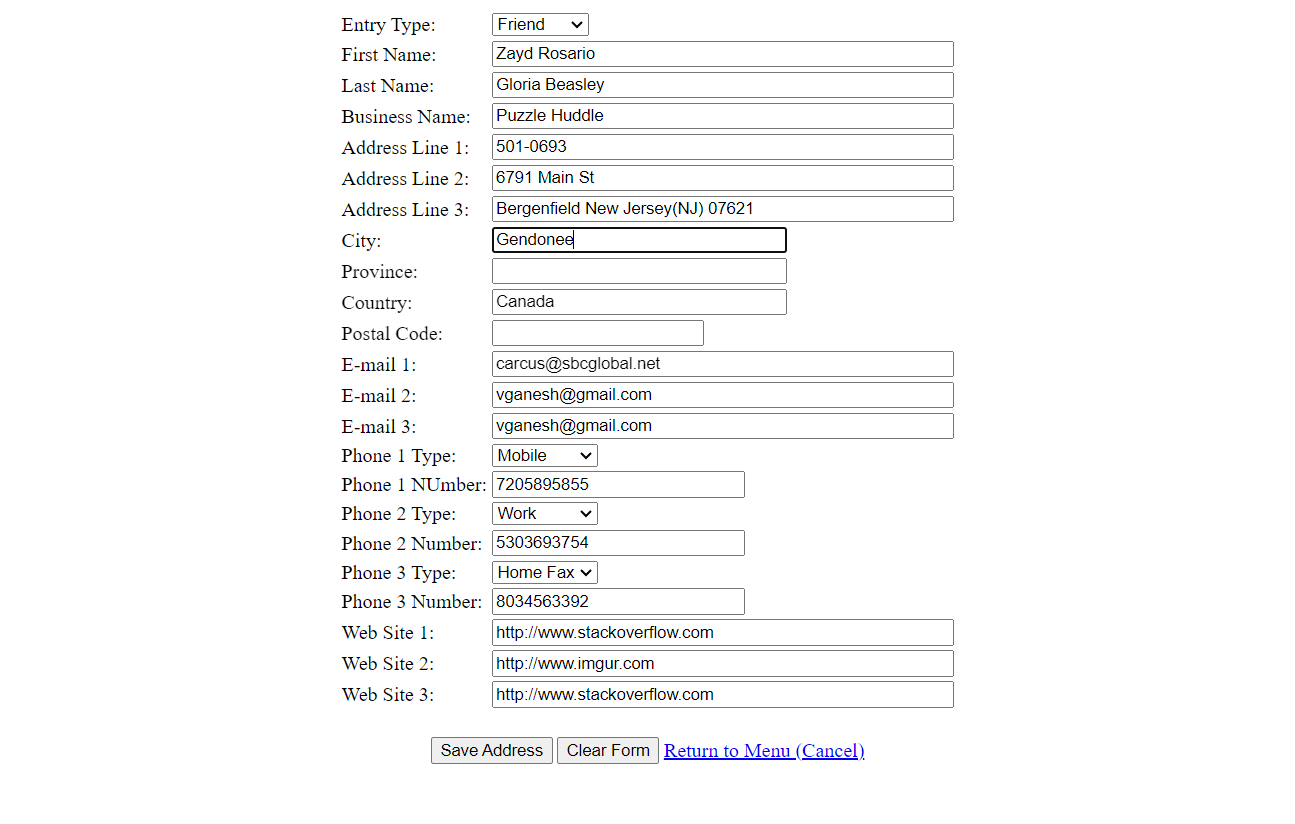 Entry Type: Friend
First Name: Zayd Rosario
Last Name: Gloria Beasley
Business Name: Puzzle Huddle
Address Line 1: 501-0693
Address Line 2: 6791 Main St
Address Line 3: Bergenfield New Jersey(NJ) 07621
City: Gendonee
Province:
Country: Canada
Postal Code:
E-mail 1: carcus@sbcglobal.net
E-mail 2: vganesh@gmail.com
E-mail 3: vganesh@gmail.com
Phone 1 Type: Mobile
Phone 1 NUmber: 7205895855
Phone 2 Type: Work
Phone 2 Number: 5303693754
Phone 3 Type: Home Fax
Phone 3 Number: 8034563392
Web Site 1: http://www.stackoverflow.com
Web Site 2: http://www.imgur.com
Web Site 3: http://www.stackoverflow.com
Save Address Clear Form Return to Menu (Cancel)